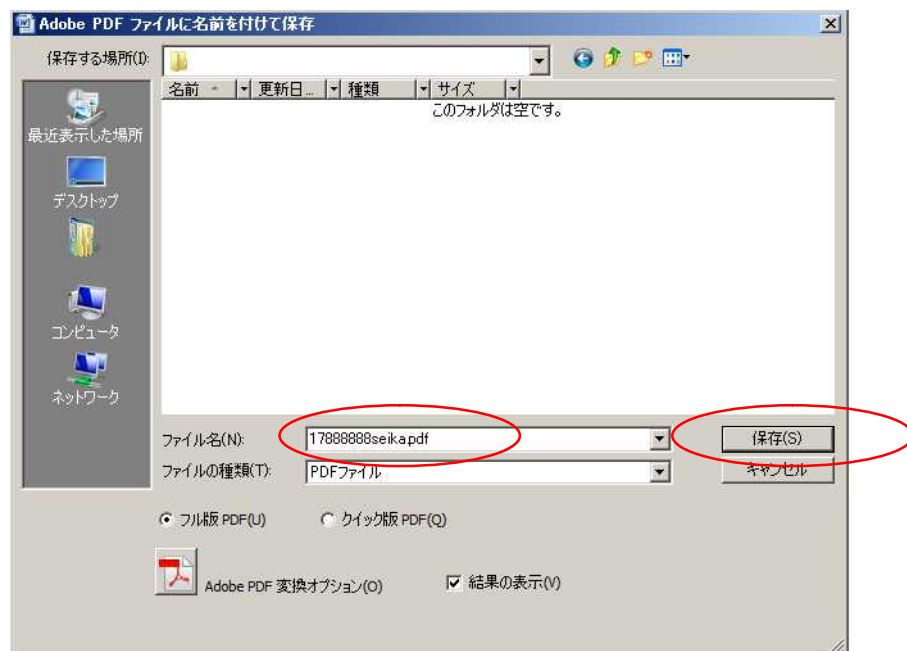 Adobe PDF ファイルに名前を付けて保存
保存する場所(I):
名前 更新日... 種類 サイズ
このフォルダは空です。
最近表示した場所
デスクトップ
コンピュータ
ネットワーク
ファイル名(N): 17888888seika.pdf 保存(S)
ファイルの種類(T): PDFファイル キャンセル
フル版 PDF(U) クイック版 PDF(Q)
Adobe PDF 変換オプション(O) 結果の表示(V)